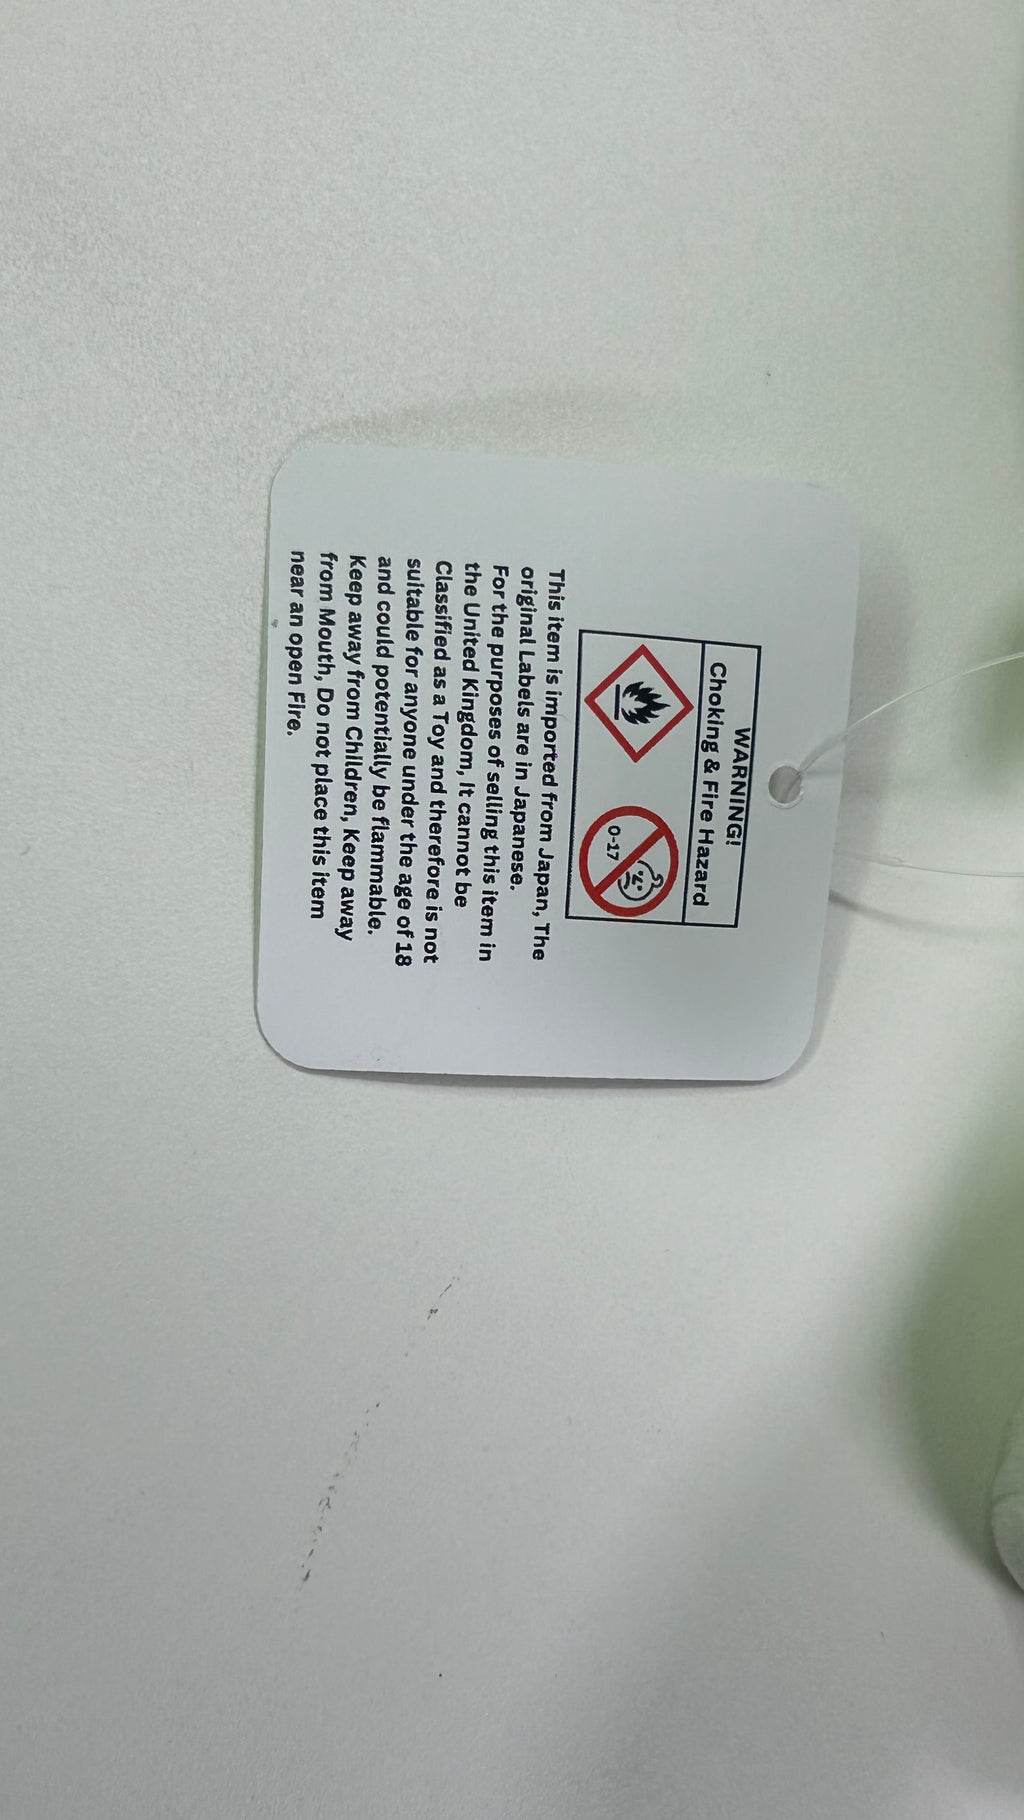 WARNING!
Choking & Fire Hazard
0-17
This item is imported from Japan, The
original Labels are in Japanese.
For the purposes of selling this item in
the United Kingdom, It cannot be
Classified as a Toy and therefore is not
suitable for anyone under the age of 18
and could potentially be flammable.
Keep away from Children, Keep away
from Mouth, Do not place this item
near an open Fire.